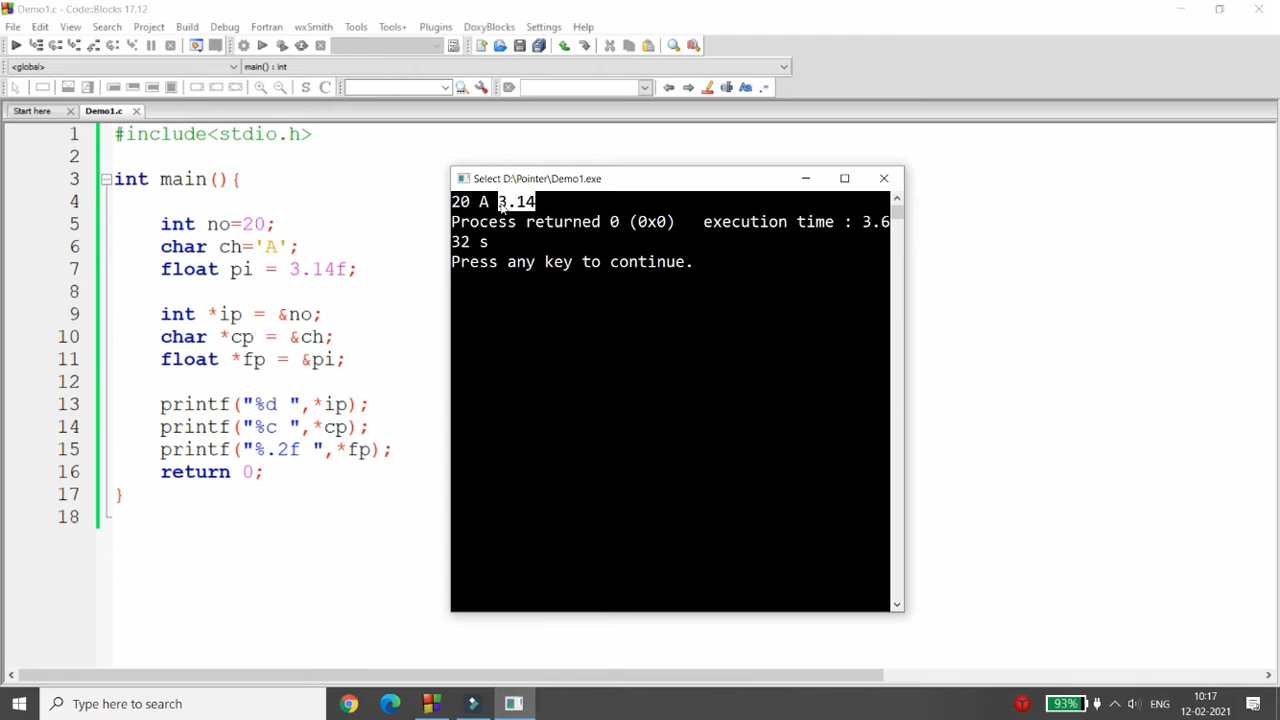 Demo1.c - Code::Blocks 17.12
File Edit View Search Project Build Debug Fortran wxSmith Tools Tools+ Plugins DoxyBlocks Settings Help
<global> main() : int
S C
Start here Demo1.c
1 #include<stdio.h>
2
3 int main(){
4
5 int no=20;
6 char ch='A';
7 float pi = 3.14f;
8
9 int *ip = &no;
10 char *cp = &ch;
11 float *fp = &pi;
12
13 printf("%d ",*ip);
14 printf("%c ",*cp);
15 printf("%.2f ",*fp);
16 return 0;
17 }
18
Select D:\Pointer\Demo1.exe
20 A 3.14
Process returned 0 (0x0) execution time : 3.6
32 s
Press any key to continue.
Type here to search
93%
ENG
10:17
12-02-2021